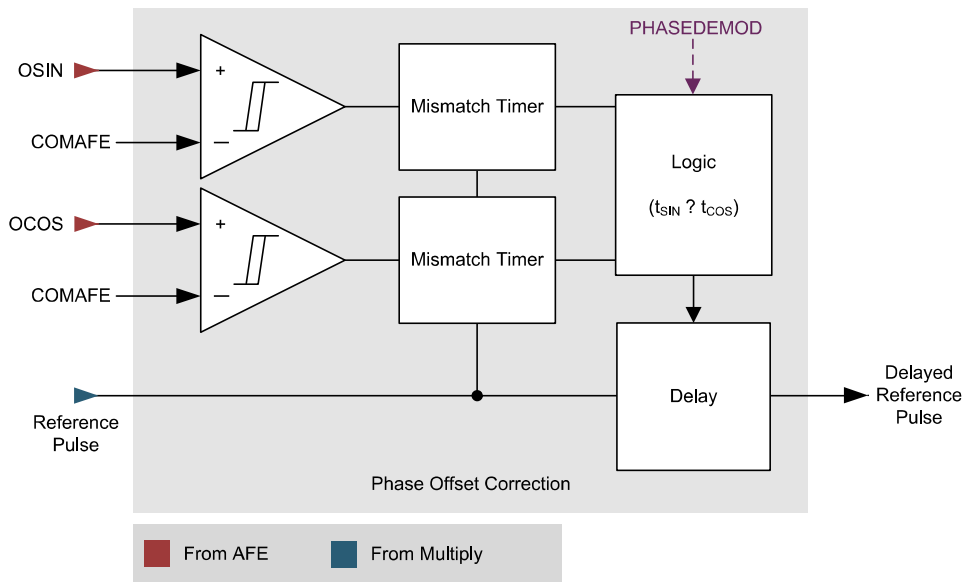 PHASEDEMOD
OSIN
+
Mismatch Timer
COMAFE
−
Logic
(tSIN ? tCOS)
OCOS
+
Mismatch Timer
COMAFE
−
Reference
Pulse
Delay
Delayed
Reference
Pulse
Phase Offset Correction
From AFE
From Multiply